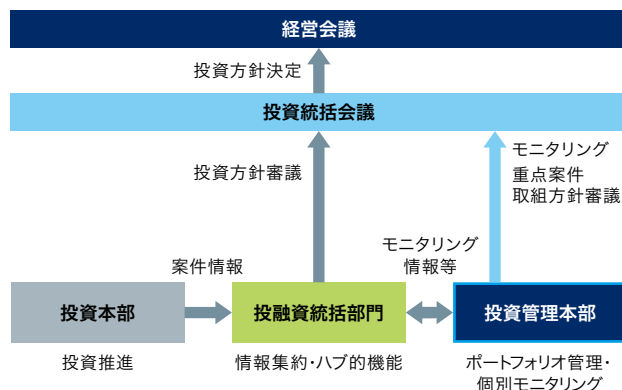 経営会議
投資方針決定
投資統括会議
投資方針審議
モニタリング
重点案件
取組方針審議
案件情報
モニタリング
情報等
投資本部
投融資統括部門
投資管理本部
投資推進
情報集約・ハブ的機能
ポートフォリオ管理・
個別モニタリング